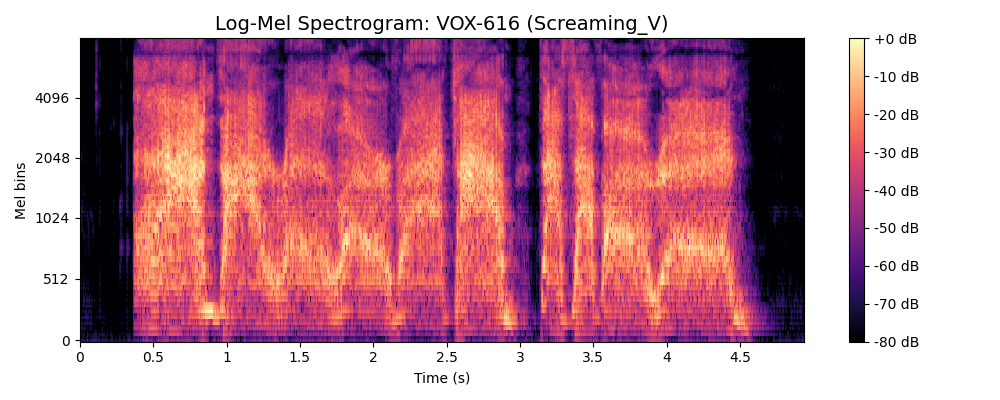 Log-Mel Spectrogram: VOX-616 (Screaming_V)
Mel bins
4096
2048
1024
512
0
0
0.5
1
1.5
2
2.5
3
3.5
4
4.5
Time (s)
+0 dB
-10 dB
-20 dB
-30 dB
-40 dB
-50 dB
-60 dB
-70 dB
-80 dB